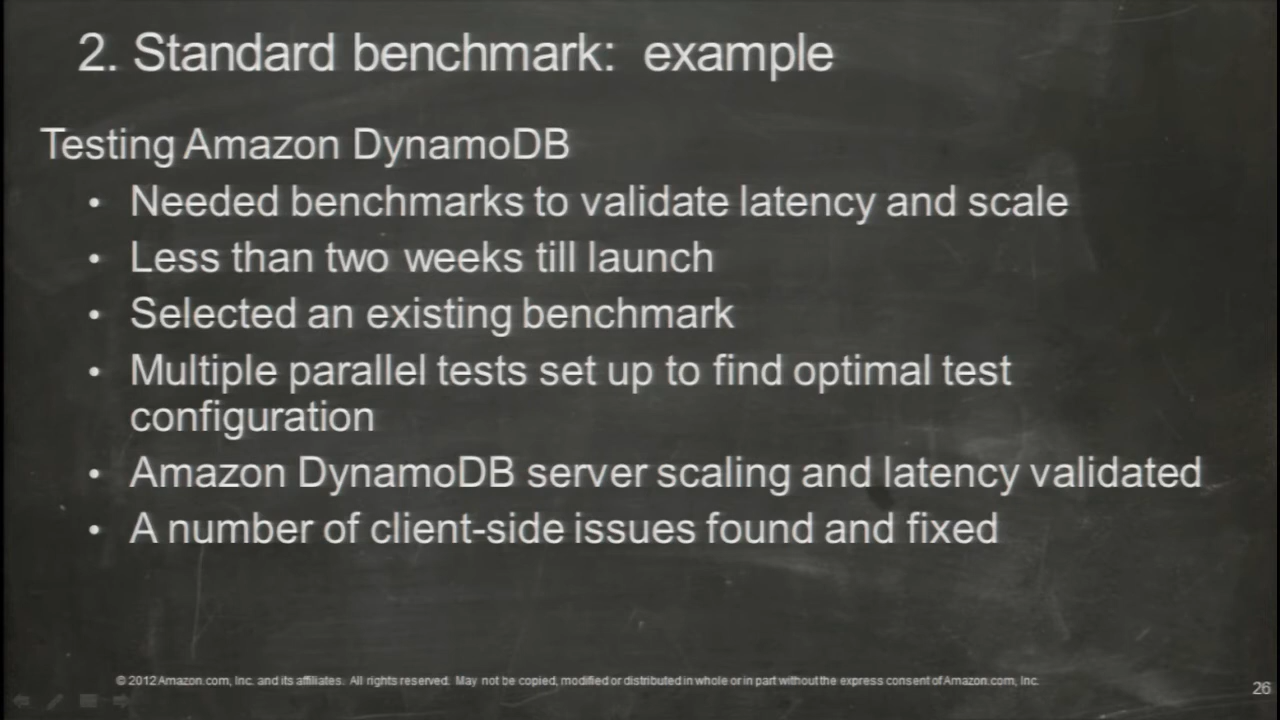 2. Standard benchmark: example
Testing Amazon DynamoDB
• Needed benchmarks to validate latency and scale
• Less than two weeks till launch
• Selected an existing benchmark
• Multiple parallel tests set up to find optimal test
configuration
• Amazon DynamoDB server scaling and latency validated
• A number of client-side issues found and fixed
© 2012 Amazon.com, Inc. and its affiliates. All rights reserved. May not be copied, modified or distributed in whole or in part without the express consent of Amazon.com, Inc.
26